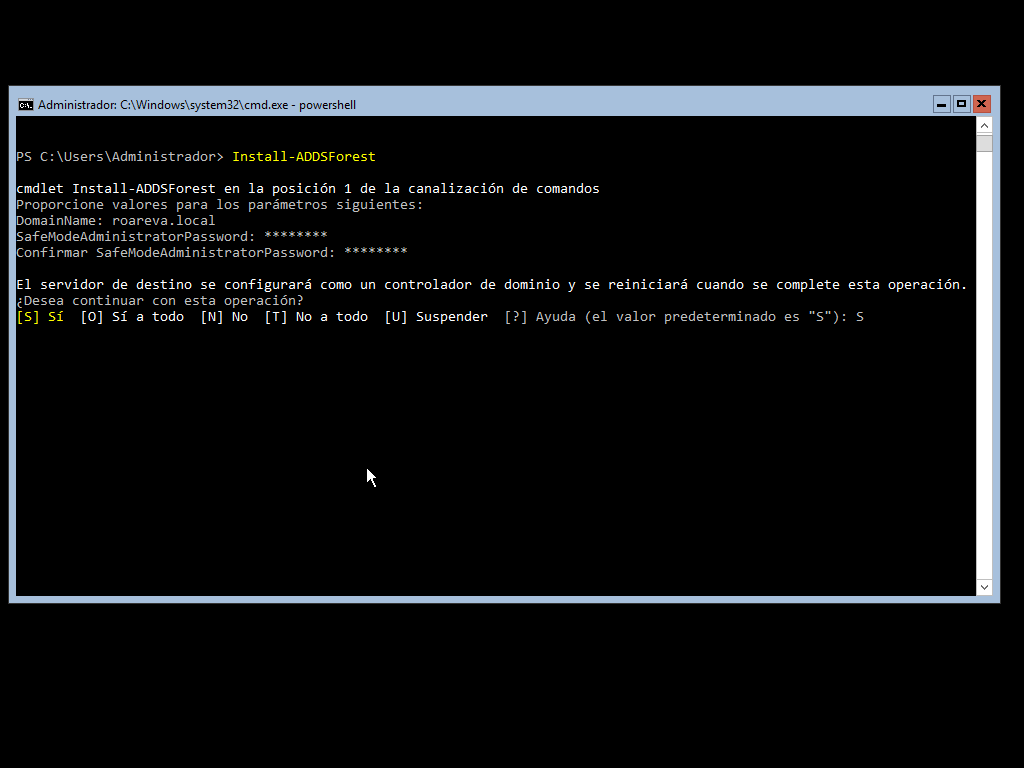 Administrador: C:\Windows\system32\cmd.exe - powershell
PS C:\Users\Administrador> Install-ADDSForest
cmdlet Install-ADDSForest en la posición 1 de la canalización de comandos
Proporcione valores para los parámetros siguientes:
DomainName: roareva.local
SafeModeAdministratorPassword: ********
Confirmar SafeModeAdministratorPassword: ********
El servidor de destino se configurará como un controlador de dominio y se reiniciará cuando se complete esta operación.
¿Desea continuar con esta operación?
[S] Sí  [O] Sí a todo  [N] No  [T] No a todo  [U] Suspender  [?] Ayuda (el valor predeterminado es "S"): S